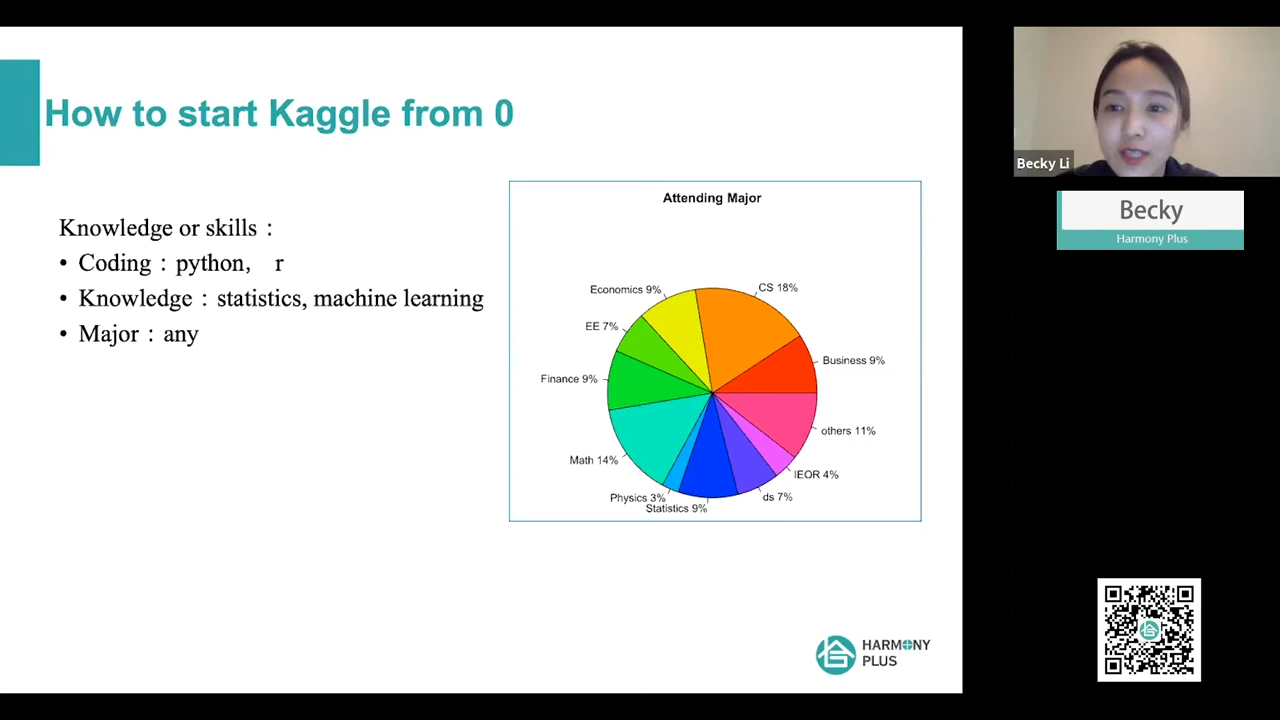 How to start Kaggle from 0
Knowledge or skills：
• Coding：python, r
• Knowledge：statistics, machine learning
• Major：any
Attending Major
Economics 9%
CS 18%
EE 7%
Business 9%
Finance 9%
others 11%
Math 14%
IEOR 4%
Physics 3%
ds 7%
Statistics 9%
HARMONY
PLUS
Becky Li
Becky
Harmony Plus